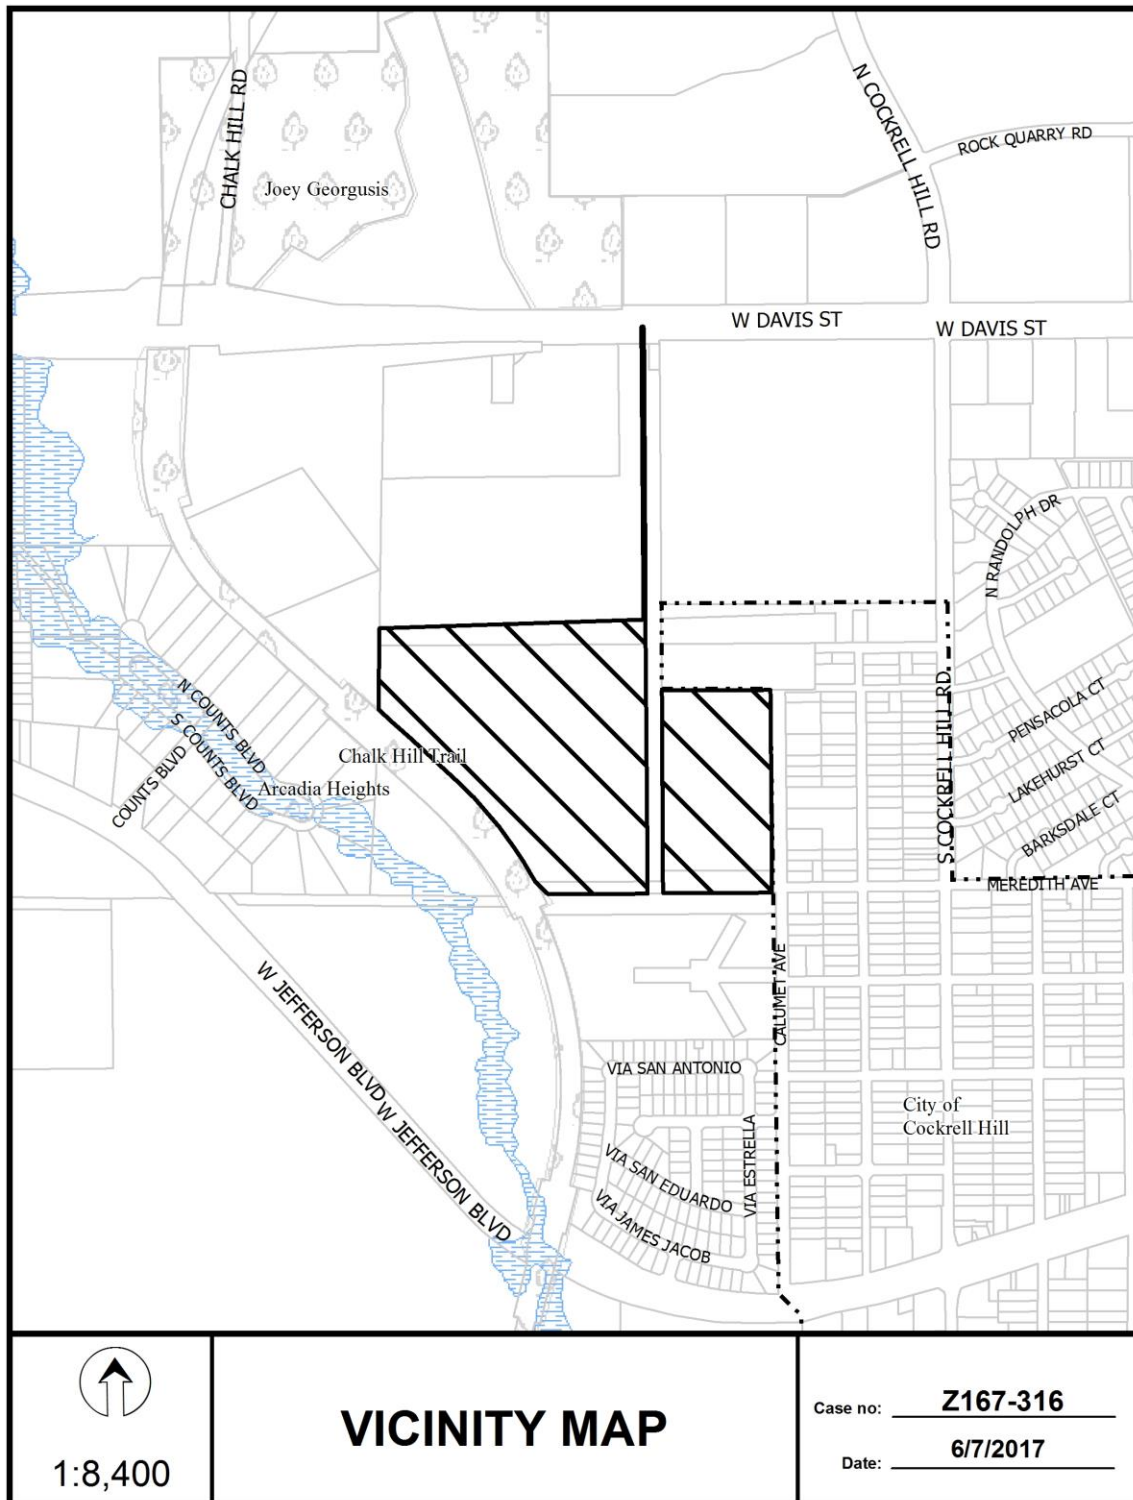 CHALK HILL RD
N COCKRELL HILL RD
ROCK QUARRY RD
Joey Georgusis
W DAVIS ST
W DAVIS ST
N RANDOLPH DR
PENSACOLA CT
LAKEHURST CT
BARKSDALE CT
S COCKRELL HILL RD
MEREDITH AVE
N COUNTS BLVD
S COUNTS BLVD
COUNTS BLVD
Chalk Hill Trail
Arcadia Heights
W JEFFERSON BLVD
W JEFFERSON BLVD
CALUMET AVE
VIA SAN ANTONIO
VIA ESTRELLA
VIA SAN EDUARDO
VIA JAMES JACOB
City of
Cockrell Hill
1:8,400
VICINITY MAP
Case no: Z167-316
Date: 6/7/2017